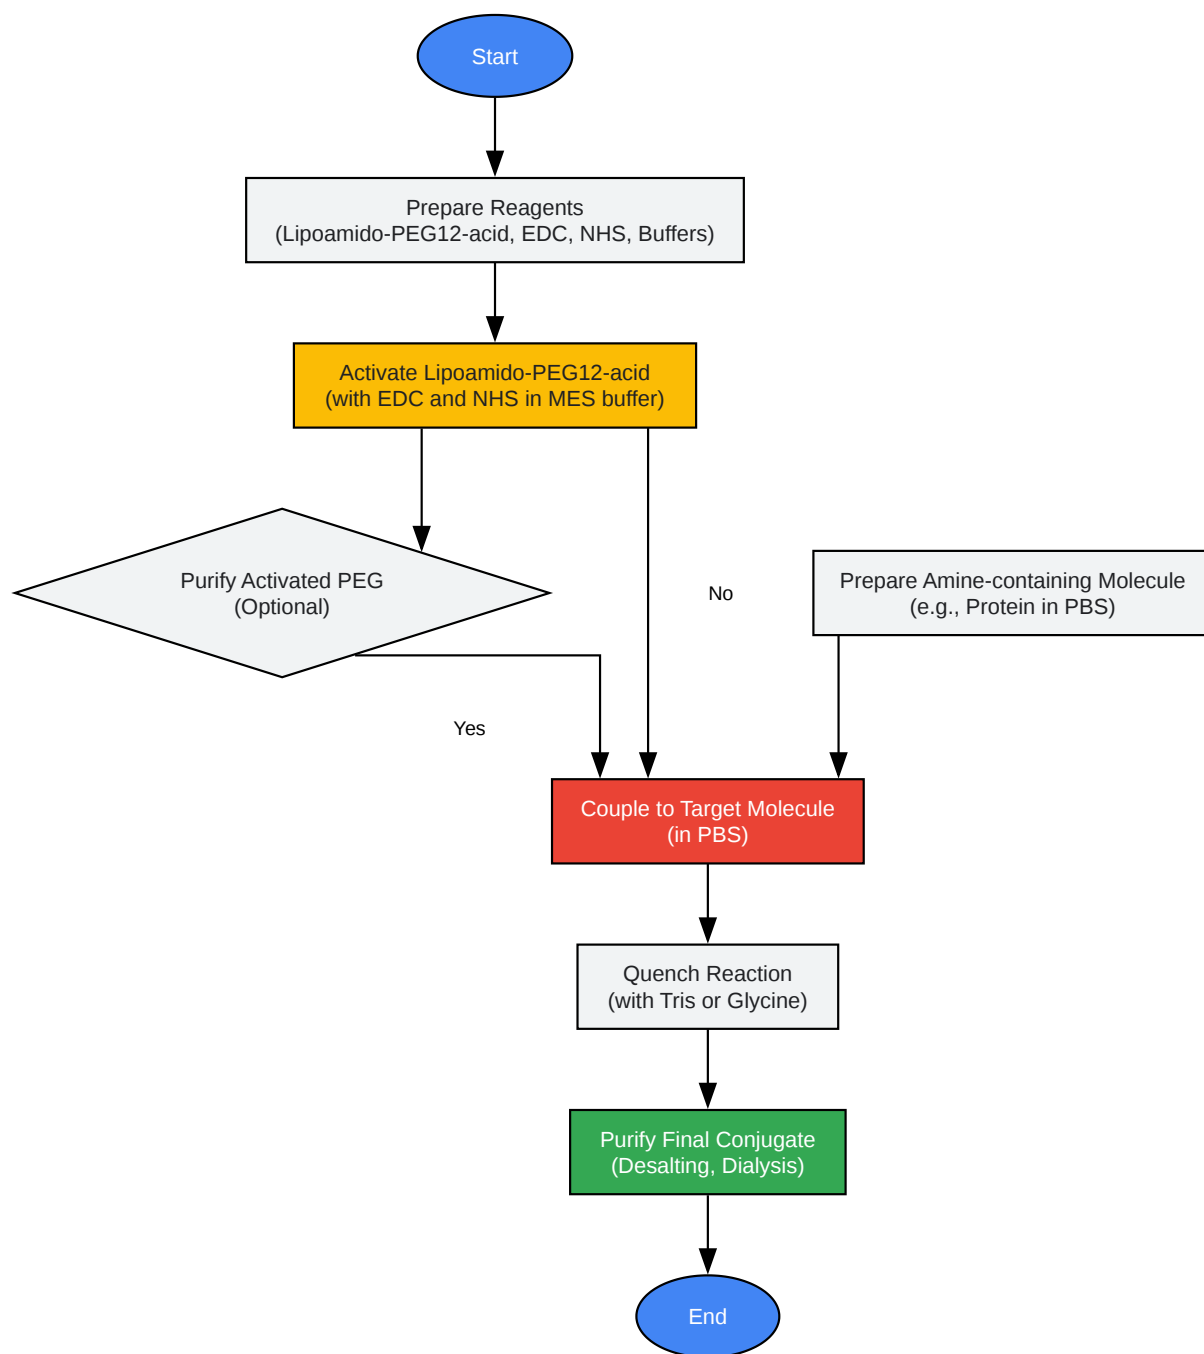 Start
Prepare Reagents
(Lipoamido-PEG12-acid, EDC, NHS, Buffers)
Activate Lipoamido-PEG12-acid
(with EDC and NHS in MES buffer)
Purify Activated PEG
(Optional)
No
Prepare Amine-containing Molecule
(e.g., Protein in PBS)
Yes
Couple to Target Molecule
(in PBS)
Quench Reaction
(with Tris or Glycine)
Purify Final Conjugate
(Desalting, Dialysis)
End